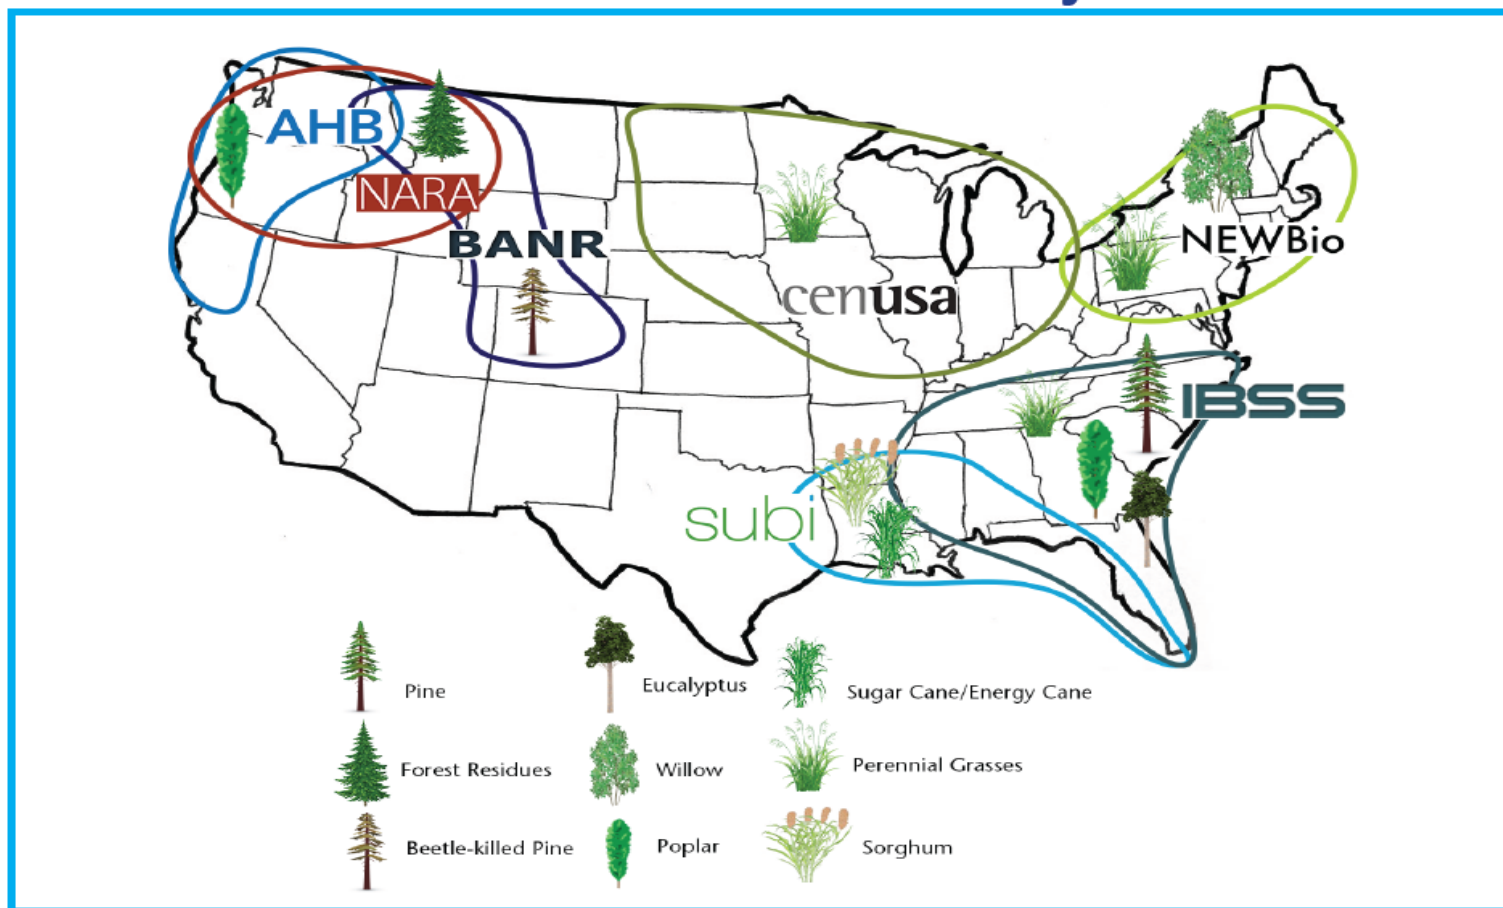 AHB
NARA
BANR
cenusa
NEWBio
IBSS
subi
Pine
Eucalyptus
Sugar Cane/Energy Cane
Forest Residues
Willow
Perennial Grasses
Beetle-killed Pine
Poplar
Sorghum